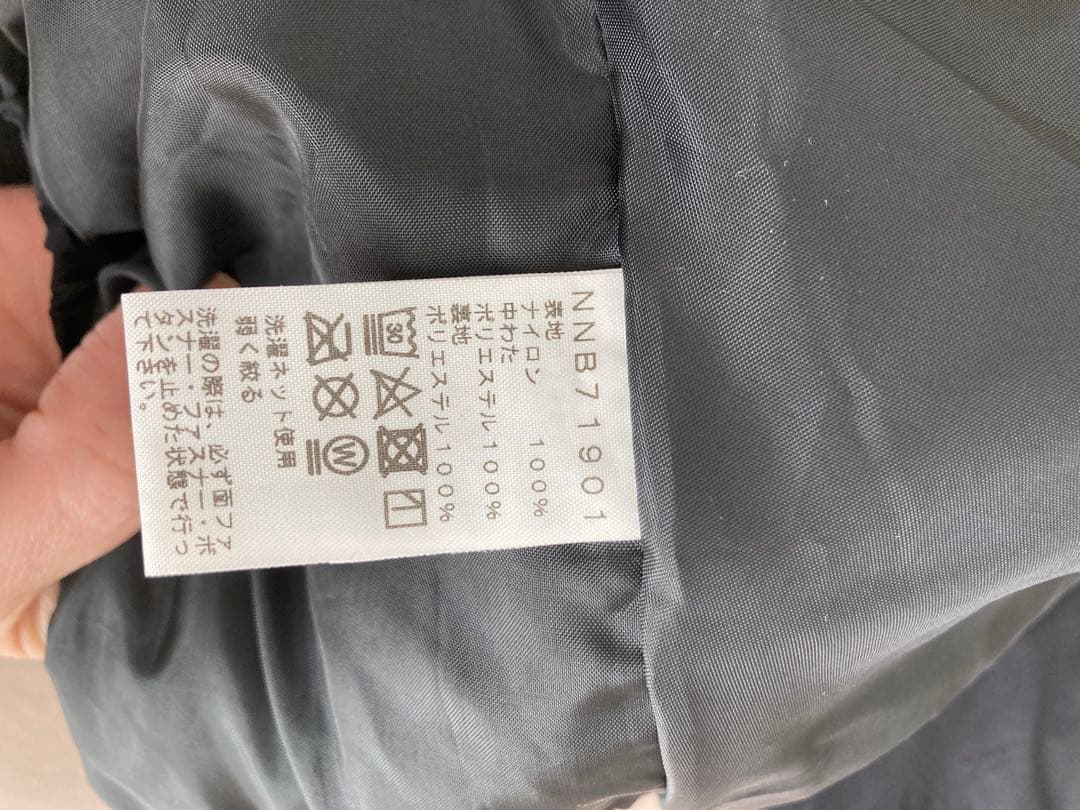 NNB71901
表地
ナイロン 100%
中わた
ポリエステル100%
裏地
ポリエステル100%
30
W
洗濯ネット使用
弱く絞る
洗濯の際は、必ず面ファ
スナー・ファスナー・ボ
タンを止めた状態で行っ
て下さい。